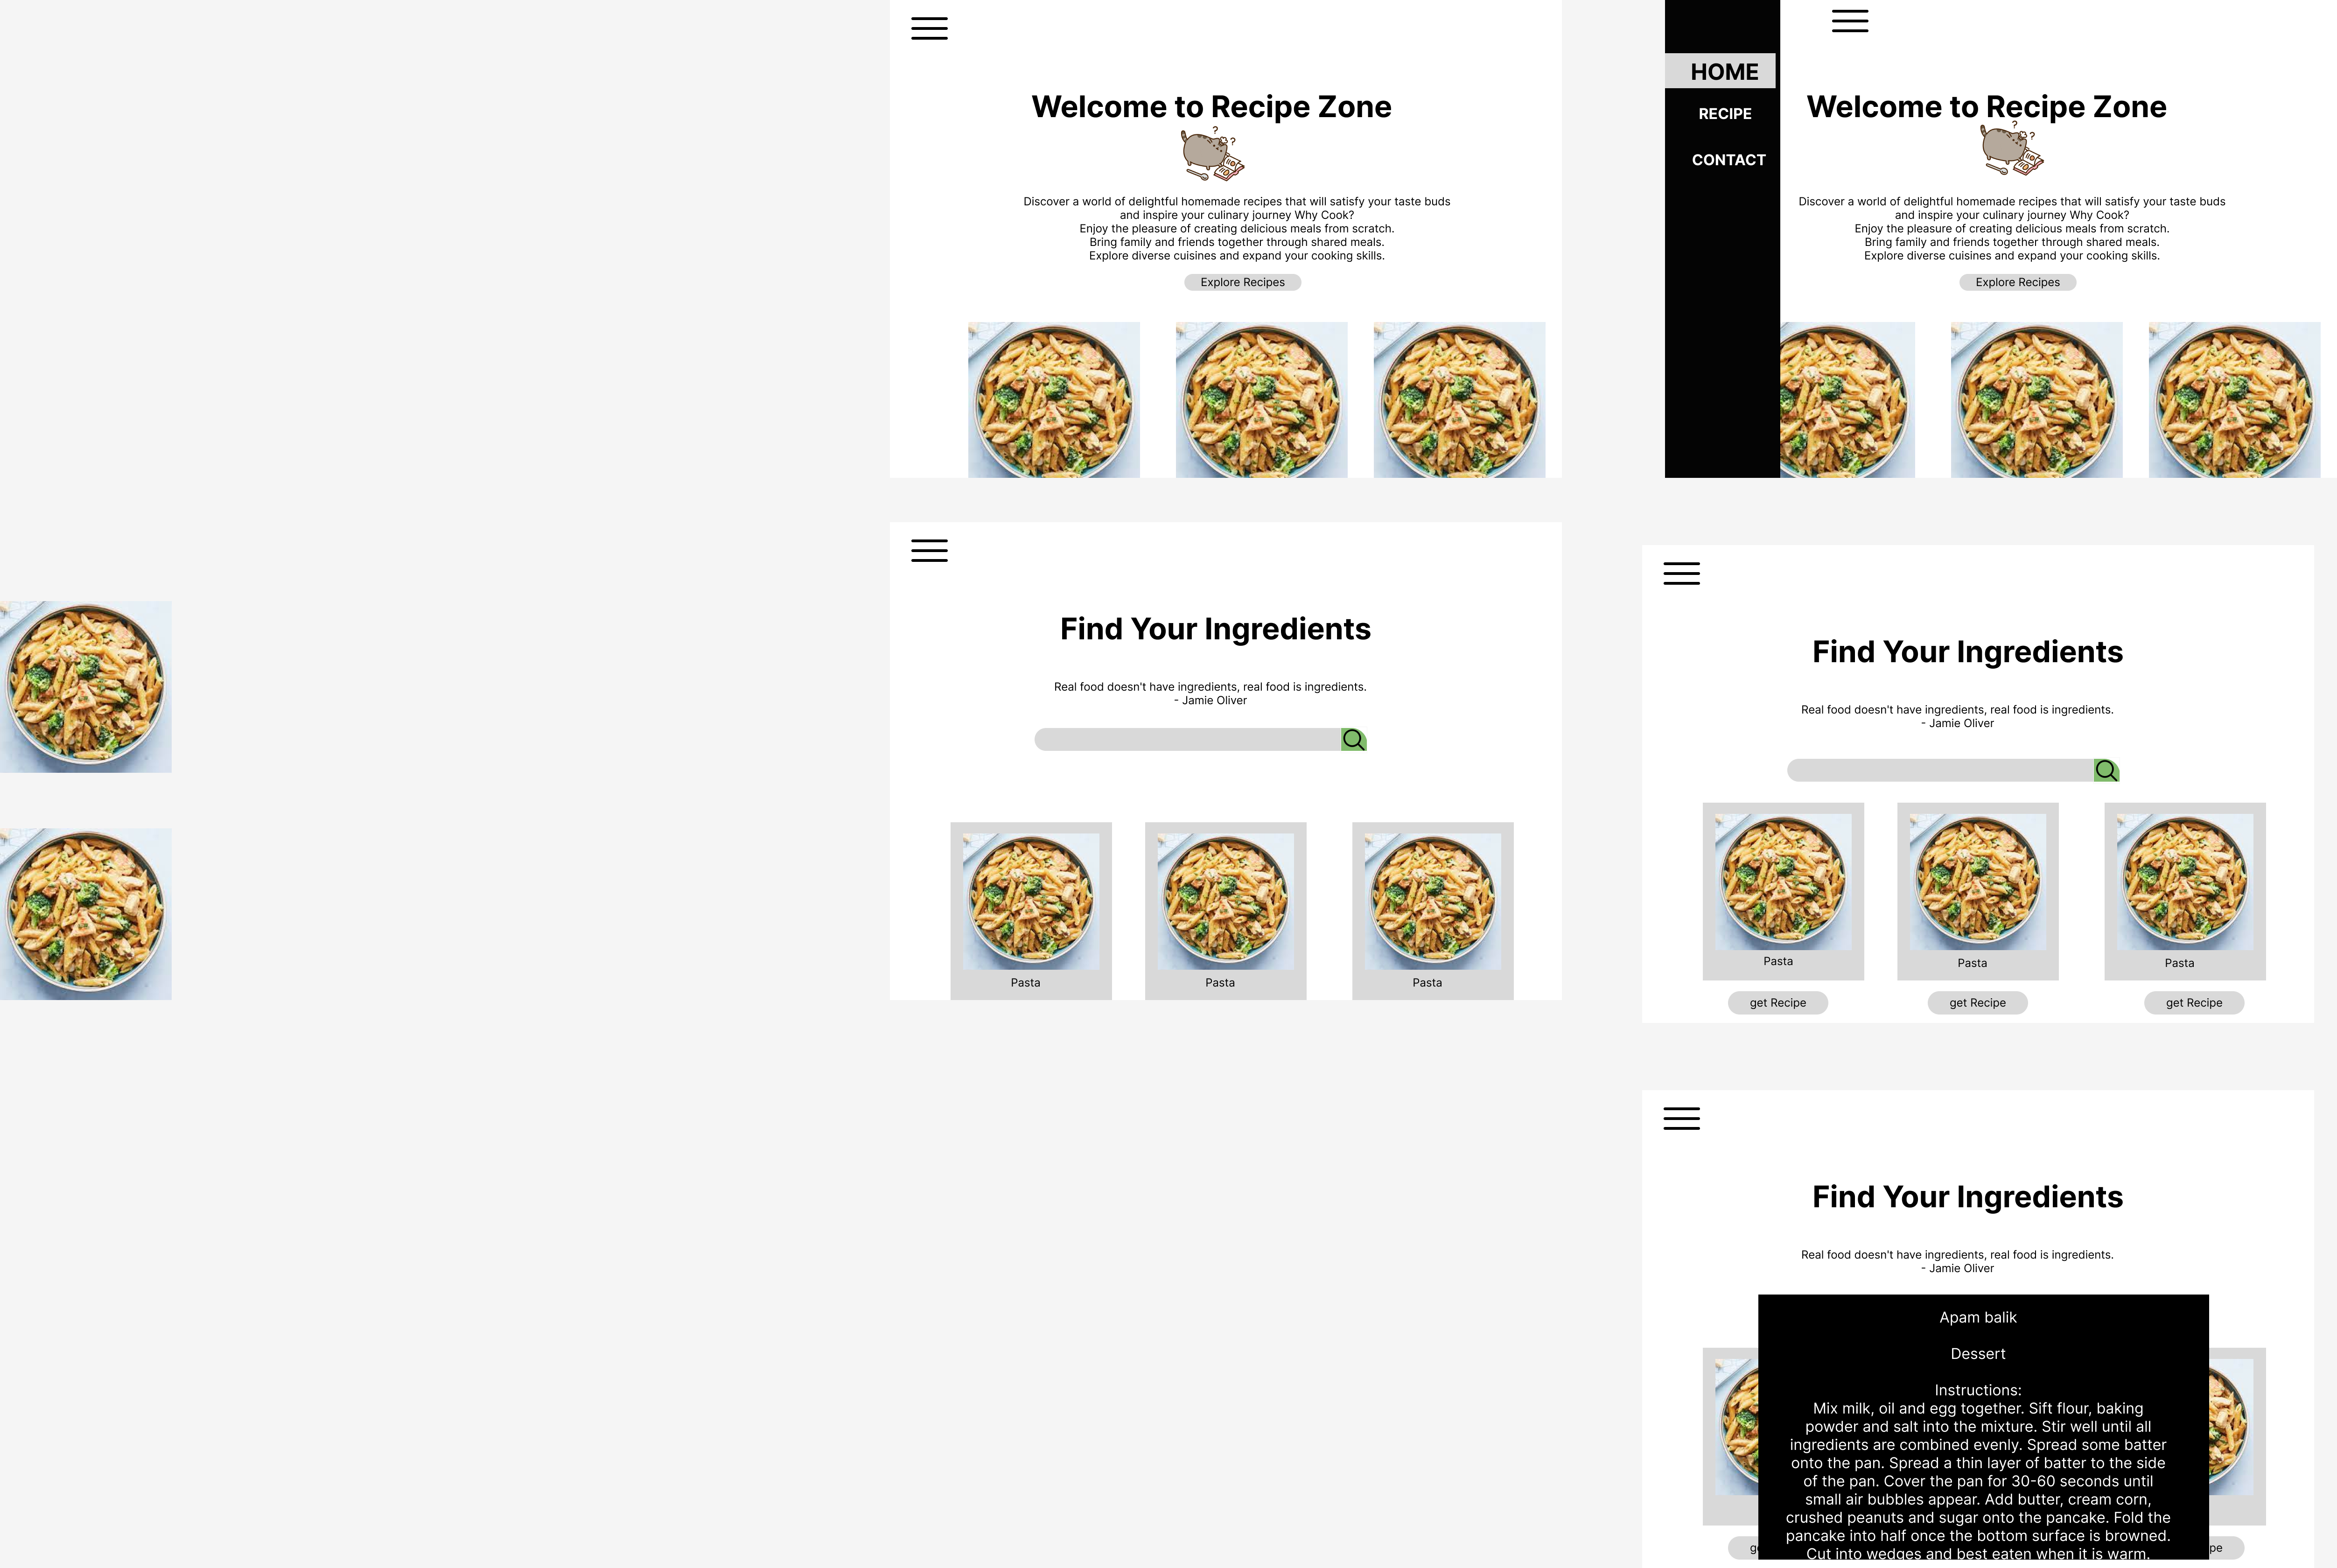 Welcome to Recipe Zone
? ?
Discover a world of delightful homemade recipes that will satisfy your taste buds
and inspire your culinary journey Why Cook?
Enjoy the pleasure of creating delicious meals from scratch.
Bring family and friends together through shared meals.
Explore diverse cuisines and expand your cooking skills.
Explore Recipes
HOME
RECIPE
CONTACT
Welcome to Recipe Zone
? ?
Discover a world of delightful homemade recipes that will satisfy your taste buds
and inspire your culinary journey Why Cook?
Enjoy the pleasure of creating delicious meals from scratch.
Bring family and friends together through shared meals.
Explore diverse cuisines and expand your cooking skills.
Explore Recipes
Find Your Ingredients
Real food doesn't have ingredients, real food is ingredients.
- Jamie Oliver
Pasta
Pasta
Pasta
Find Your Ingredients
Real food doesn't have ingredients, real food is ingredients.
- Jamie Oliver
Pasta
Pasta
Pasta
get Recipe
get Recipe
get Recipe
Find Your Ingredients
Real food doesn't have ingredients, real food is ingredients.
- Jamie Oliver
Apam balik
Dessert
Instructions:
Mix milk, oil and egg together. Sift flour, baking
powder and salt into the mixture. Stir well until all
ingredients are combined evenly. Spread some batter
onto the pan. Spread a thin layer of batter to the side
of the pan. Cover the pan for 30-60 seconds until
small air bubbles appear. Add butter, cream corn,
crushed peanuts and sugar onto the pancake. Fold the
pancake into half once the bottom surface is browned.
Cut into wedges and best eaten when it is warm.